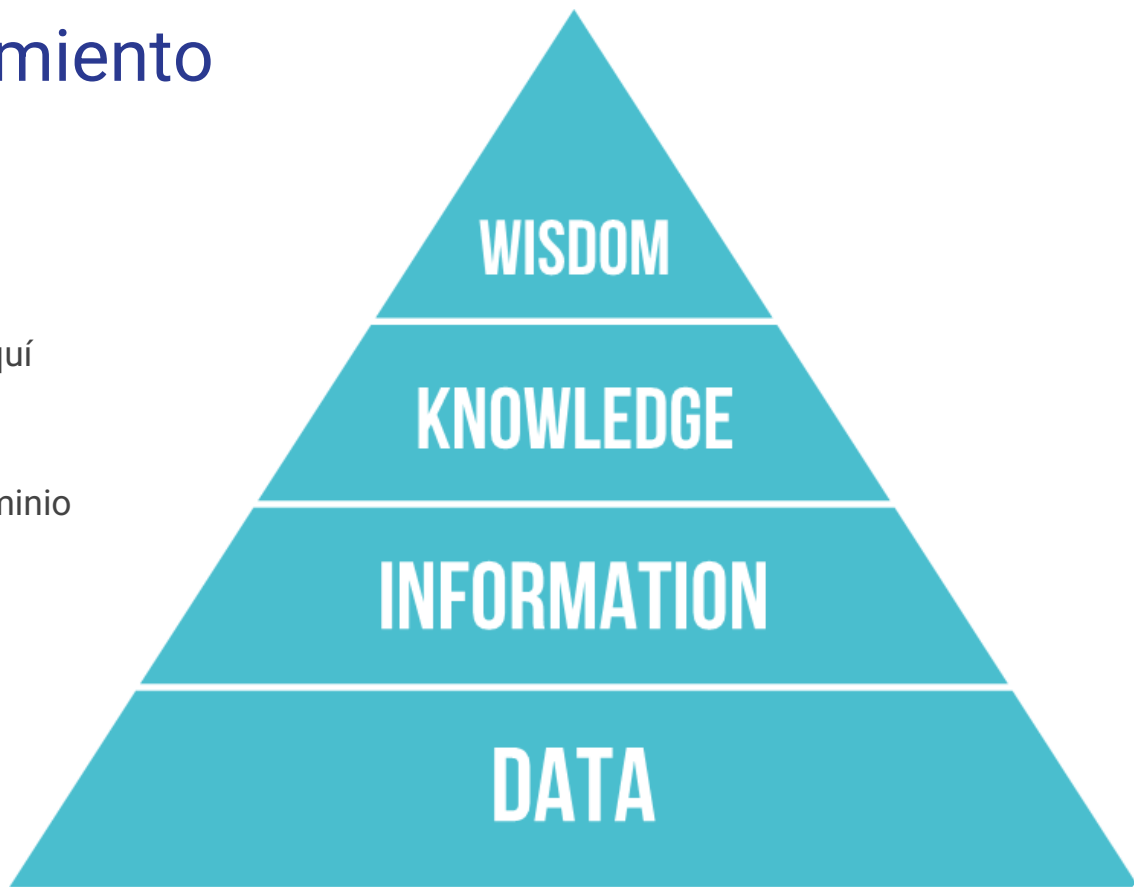 miento
WISDOM
quí
KNOWLEDGE
minio
INFORMATION
DATA